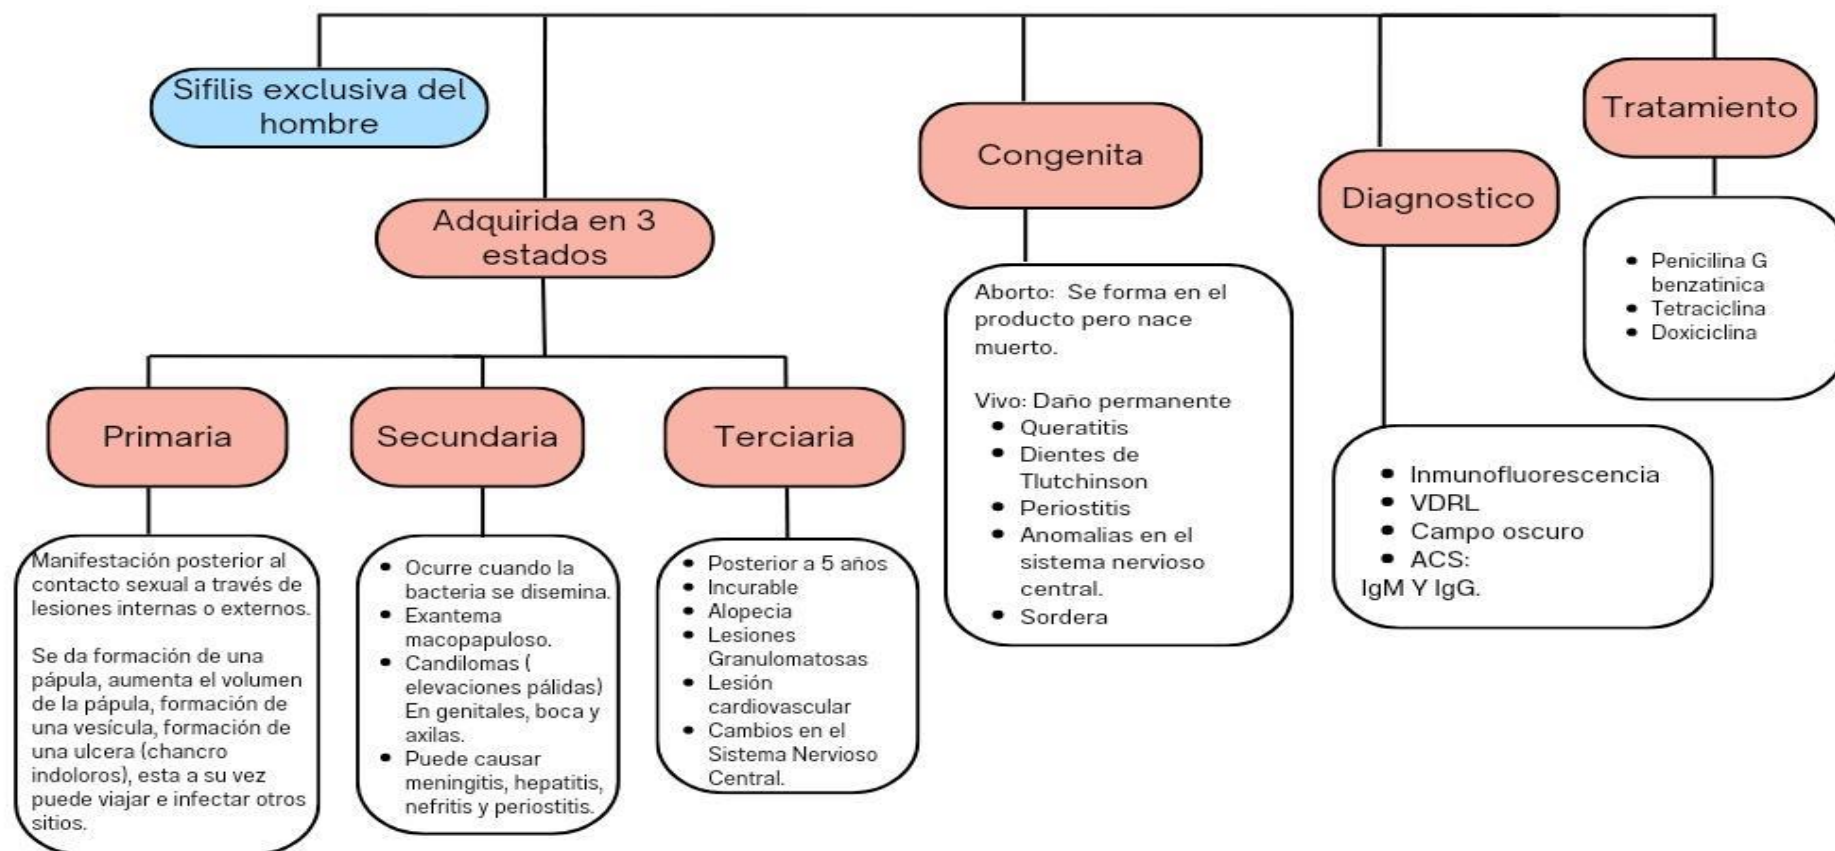 Sifilis exclusiva del
hombre
Adquirida en 3
estados
Primaria
Manifestación posterior al
contacto sexual a través de
lesiones internas o externos.
Se da formación de una
pápula, aumenta el volumen
de la pápula, formación de
una vesícula, formación de
una ulcera (chancro
indoloros), esta a su vez
puede viajar e infectar otros
sitios.
Secundaria
• Ocurre cuando la
bacteria se disemina.
• Exantema
macopapuloso.
• Candilomas (
elevaciones pálidas)
En genitales, boca y
axilas.
• Puede causar
meningitis, hepatitis,
nefritis y periostitis.
Terciaria
• Posterior a 5 años
• Incurable
• Alopecia
• Lesiones
Granulomatosas
• Lesión
cardiovascular
• Cambios en el
Sistema Nervioso
Central.
Congenita
Aborto: Se forma en el
producto pero nace
muerto.
Vivo: Daño permanente
• Queratitis
• Dientes de
Tlutchinson
• Periostitis
• Anomalias en el
sistema nervioso
central.
• Sordera
Diagnostico
• Inmunofluorescencia
• VDRL
• Campo oscuro
• ACS:
IgM Y IgG.
Tratamiento
• Penicilina G
benzatinica
• Tetraciclina
• Doxiciclina